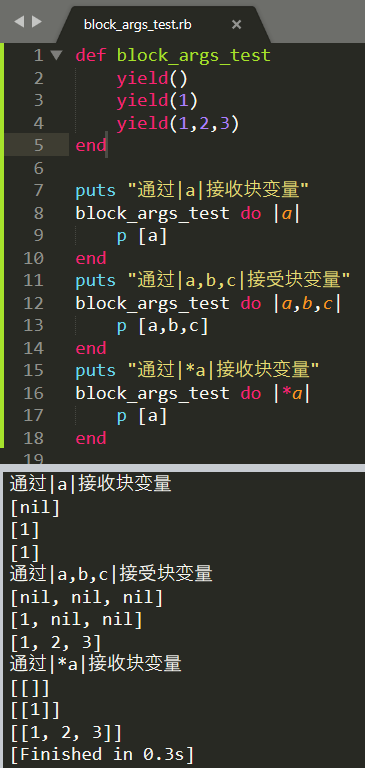 block_args_test.rb
1 def block_args_test
2     yield()
3     yield(1)
4     yield(1,2,3)
5 end
6
7 puts "通过|a|接收块变量"
8 block_args_test do |a|
9     p [a]
10 end
11 puts "通过|a,b,c|接受块变量"
12 block_args_test do |a,b,c|
13     p [a,b,c]
14 end
15 puts "通过|*a|接收块变量"
16 block_args_test do |*a|
17     p [a]
18 end
19
通过|a|接收块变量
[nil]
[1]
[1]
通过|a,b,c|接受块变量
[nil, nil, nil]
[1, nil, nil]
[1, 2, 3]
通过|*a|接收块变量
[[]]
[[1]]
[[1, 2, 3]]
[Finished in 0.3s]